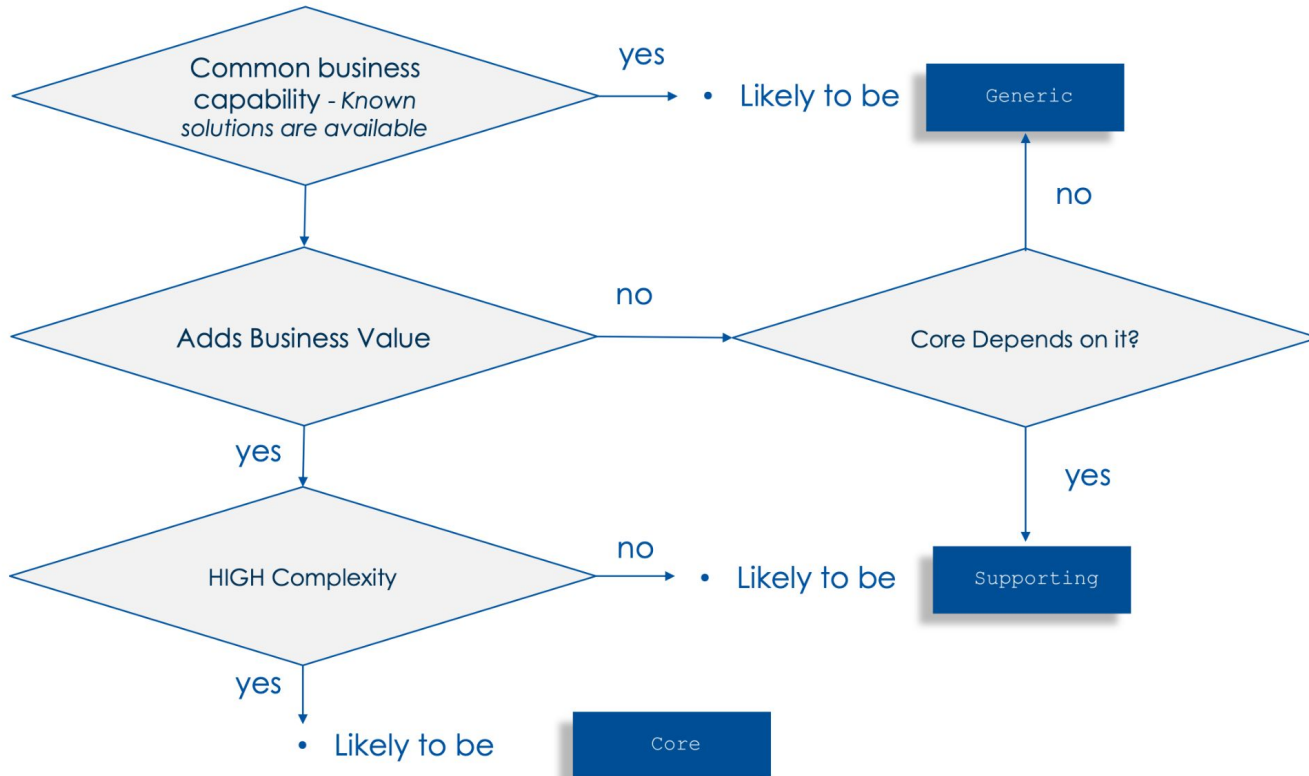 Common business
capability - Known
solutions are available
yes
• Likely to be
Generic
no
Adds Business Value
no
Core Depends on it?
yes
yes
HIGH Complexity
no
• Likely to be
Supporting
yes
• Likely to be
Core